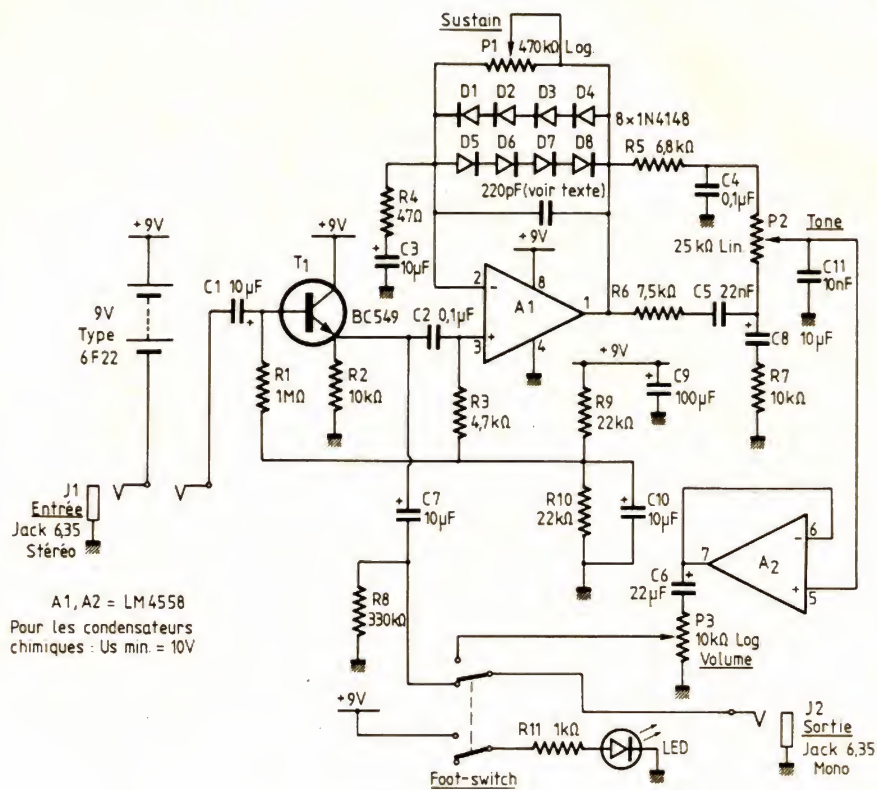 Sustain
P1 470kΩ Log.
D1 D2 D3 D4
8x1N4148
D5 D6 D7 D8
R5 6,8kΩ
220pF(voir texte)
C4
0,1µF
R4
47Ω
C3
10µF
+9V
+9V
+9V
P2
Tone
25 kΩ Lin.
C11
10nF
T1
C1 10µF
+
BC549
C2 0,1µF
2
-
8
A1
1
3
+
4
R6 7,5kΩ
C5 22nF
C8 10µF
R7
10kΩ
9V
Type
6F22
R1
1MΩ
R2
10kΩ
R3
4,7kΩ
+9V
C9
100µF
R9
22kΩ
R10
22kΩ
C10
10µF
C7
10µF
J1
Entrée
Jack 6,35
Stéréo
6
-
7
A2
+
5
C6
22µF
P3
10kΩ Log
Volume
R8
330kΩ
A1, A2 = LM4558
Pour les condensateurs
chimiques : Us min. = 10V
+9V
R11 1kΩ
LED
Foot-switch
J2
Sortie
Jack 6,35
Mono